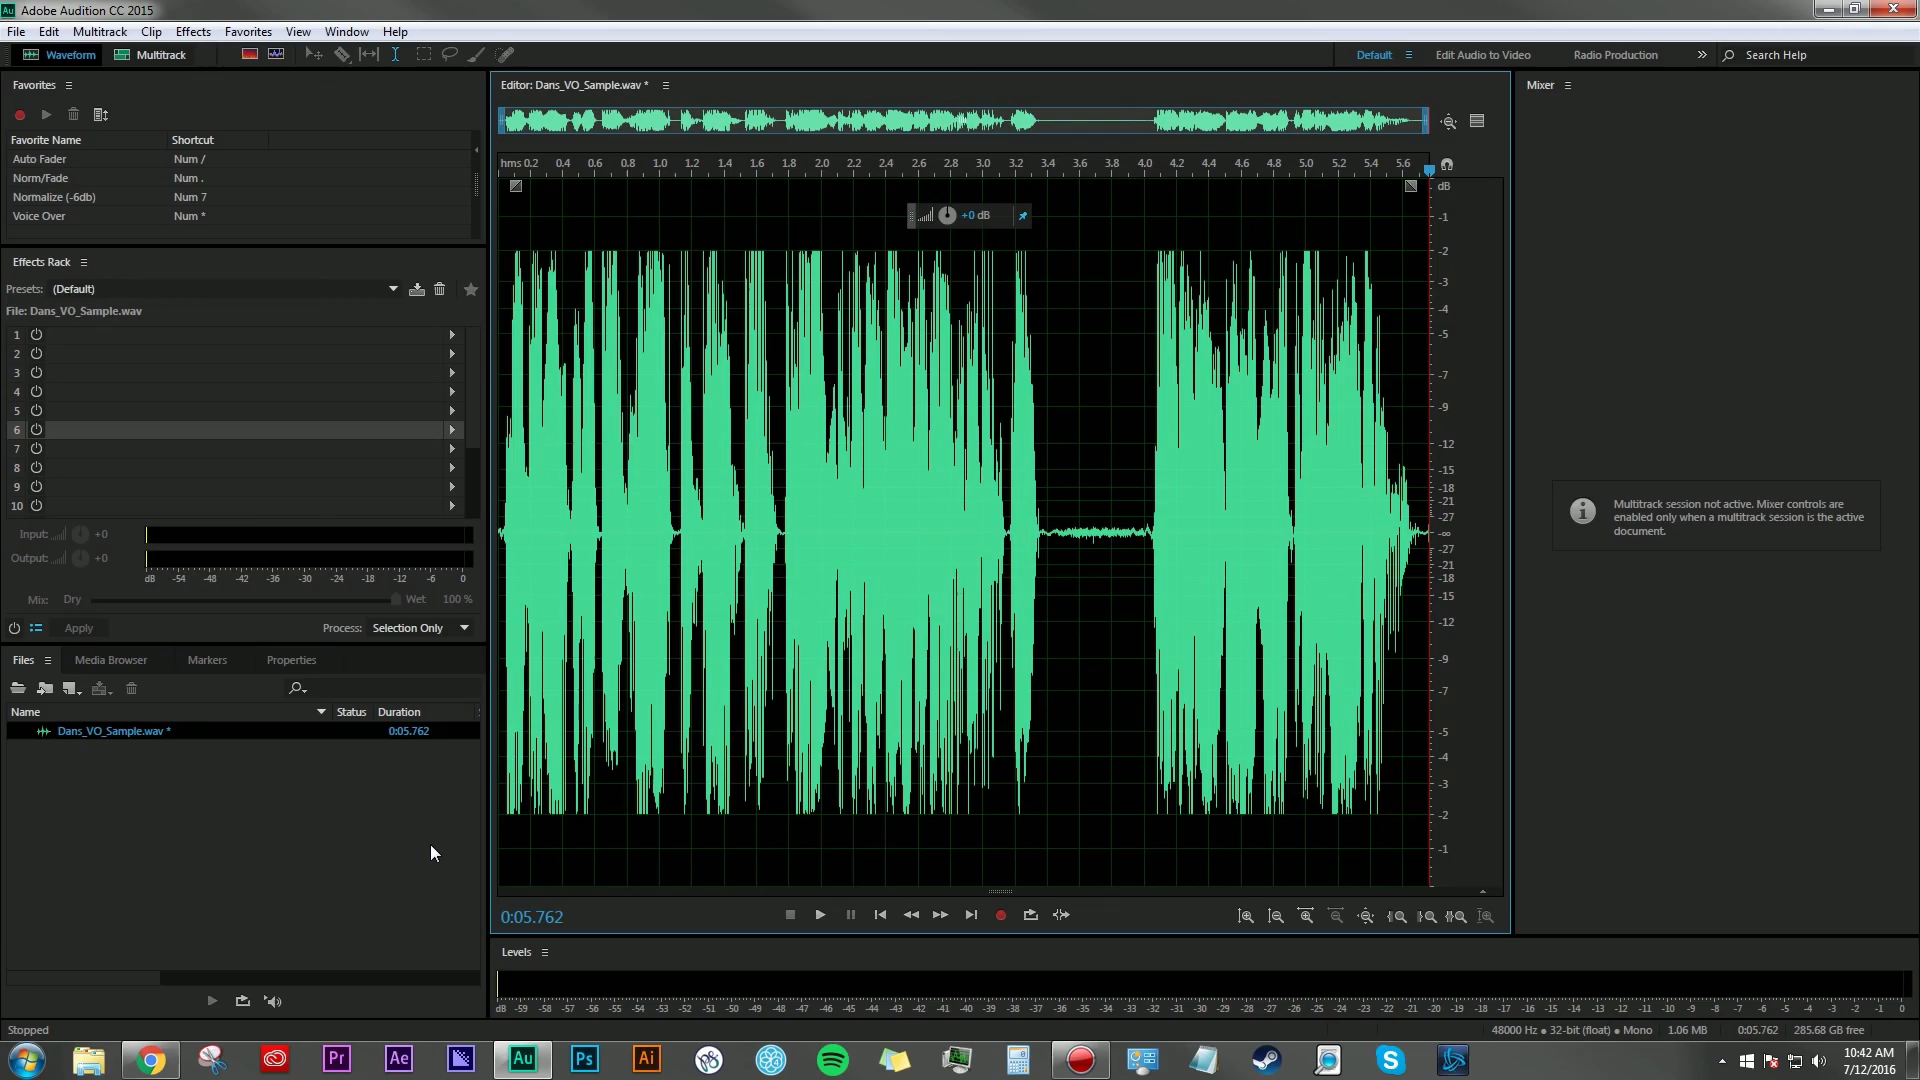 Au Adobe Audition CC 2015
File Edit Multitrack Clip Effects Favorites View Window Help
Waveform Multitrack Default Edit Audio to Video Radio Production Search Help
Favorites
Favorite Name Shortcut
Auto Fader Num /
Norm/Fade Num .
Normalize (-6db) Num 7
Voice Over Num *
Effects Rack
Presets: (Default)
File: Dans_VO_Sample.wav
1
2
3
4
5
6
7
8
9
10
Input: +0
Output: +0
dB -54 -48 -42 -36 -30 -24 -18 -12 -6 0
Mix: Dry Wet 100 %
Apply Process: Selection Only
Files Media Browser Markers Properties
Name Status Duration
Dans_VO_Sample.wav * 0:05.762
Editor: Dans_VO_Sample.wav *
hms 0.2 0.4 0.6 0.8 1.0 1.2 1.4 1.6 1.8 2.0 2.2 2.4 2.6 2.8 3.0 3.2 3.4 3.6 3.8 4.0 4.2 4.4 4.6 4.8 5.0 5.2 5.4 5.6
+0 dB
dB
-1
-2
-3
-4
-5
-7
-9
-12
-15
-18
-21
-27
-∞
-27
-21
-18
-15
-12
-9
-7
-5
-4
-3
-2
-1
0:05.762
Mixer
Multitrack session not active. Mixer controls are
enabled only when a multitrack session is the active
document.
Levels
dB -59 -58 -57 -56 -55 -54 -53 -52 -51 -50 -49 -48 -47 -46 -45 -44 -43 -42 -41 -40 -39 -38 -37 -36 -35 -34 -33 -32 -31 -30 -29 -28 -27 -26 -25 -24 -23 -22 -21 -20 -19 -18 -17 -16 -15 -14 -13 -12 -11 -10 -9 -8 -7 -6 -5 -4 -3 -2 -1 0
Stopped 48000 Hz • 32-bit (float) • Mono 1.06 MB 0:05.762 285.68 GB free
Pr Ae Au Ps Ai
10:42 AM
7/12/2016